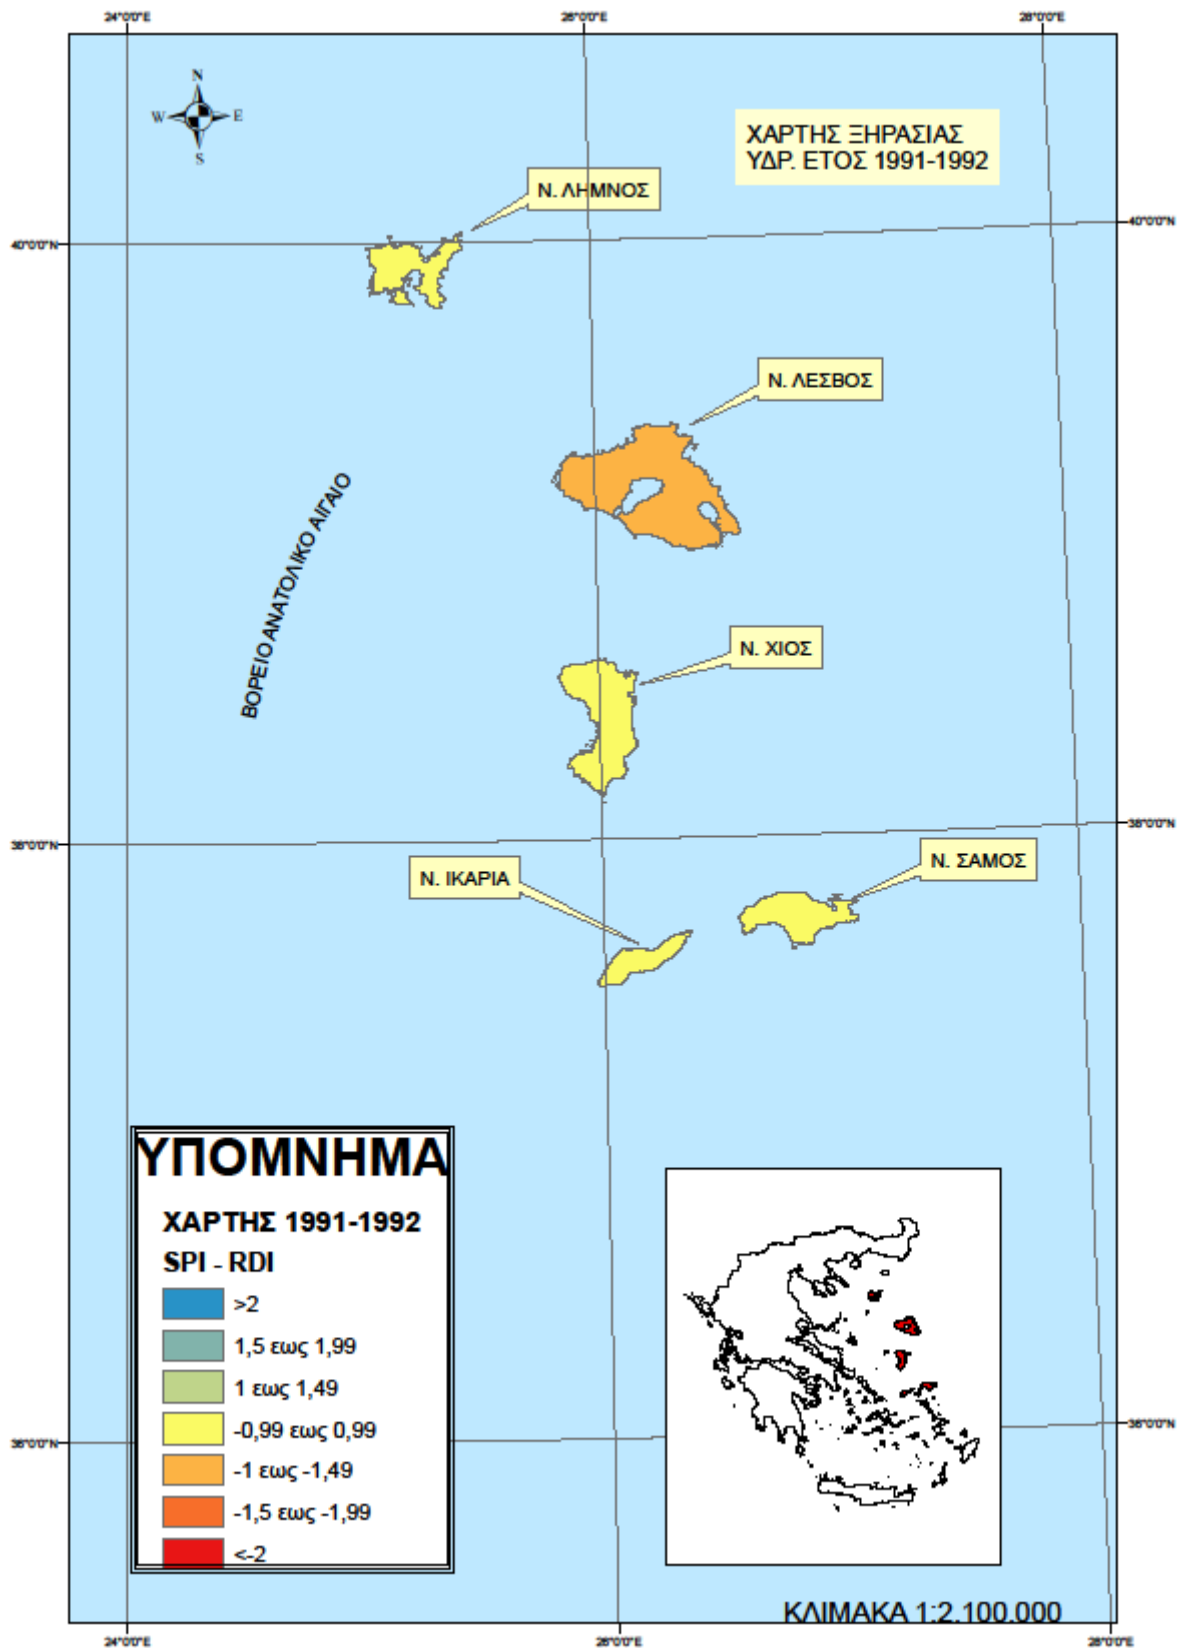 24°0'0"E
26°0'0"E
28°0'0"E
N
W
E
S
ΧΑΡΤΗΣ ΞΗΡΑΣΙΑΣ
ΥΔΡ. ΕΤΟΣ 1991-1992
Ν. ΛΗΜΝΟΣ
40°0'0"N
40°0'0"N
Ν. ΛΕΣΒΟΣ
ΒΟΡΕΙΟ ΑΝΑΤΟΛΙΚΟ ΑΙΓΑΙΟ
Ν. ΧΙΟΣ
38°0'0"N
38°0'0"N
Ν. ΙΚΑΡΙΑ
Ν. ΣΑΜΟΣ
ΥΠΟΜΝΗΜΑ
ΧΑΡΤΗΣ 1991-1992
SPI - RDI
>2
1,5 εως 1,99
1 εως 1,49
-0,99 εως 0,99
-1 εως -1,49
-1,5 εως -1,99
<-2
36°0'0"N
36°0'0"N
ΚΛΙΜΑΚΑ 1:2.100.000
24°0'0"E
26°0'0"E
28°0'0"E